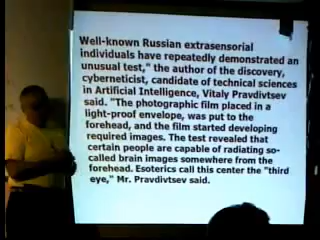 Well-known Russian extrasensorial
individuals have repeatedly demonstrated an
unusual test," the author of the discovery,
cyberneticist, candidate of technical sciences
in Artificial Intelligence, Vitaly Pravdivtsev
said. "The photographic film placed in a
light-proof envelope, was put to the
forehead, and the film started developing
required images. The test revealed that
certain people are capable of radiating so-
called brain images somewhere from the
forehead. Esoterics call this center the "third
eye," Mr. Pravdivtsev said.